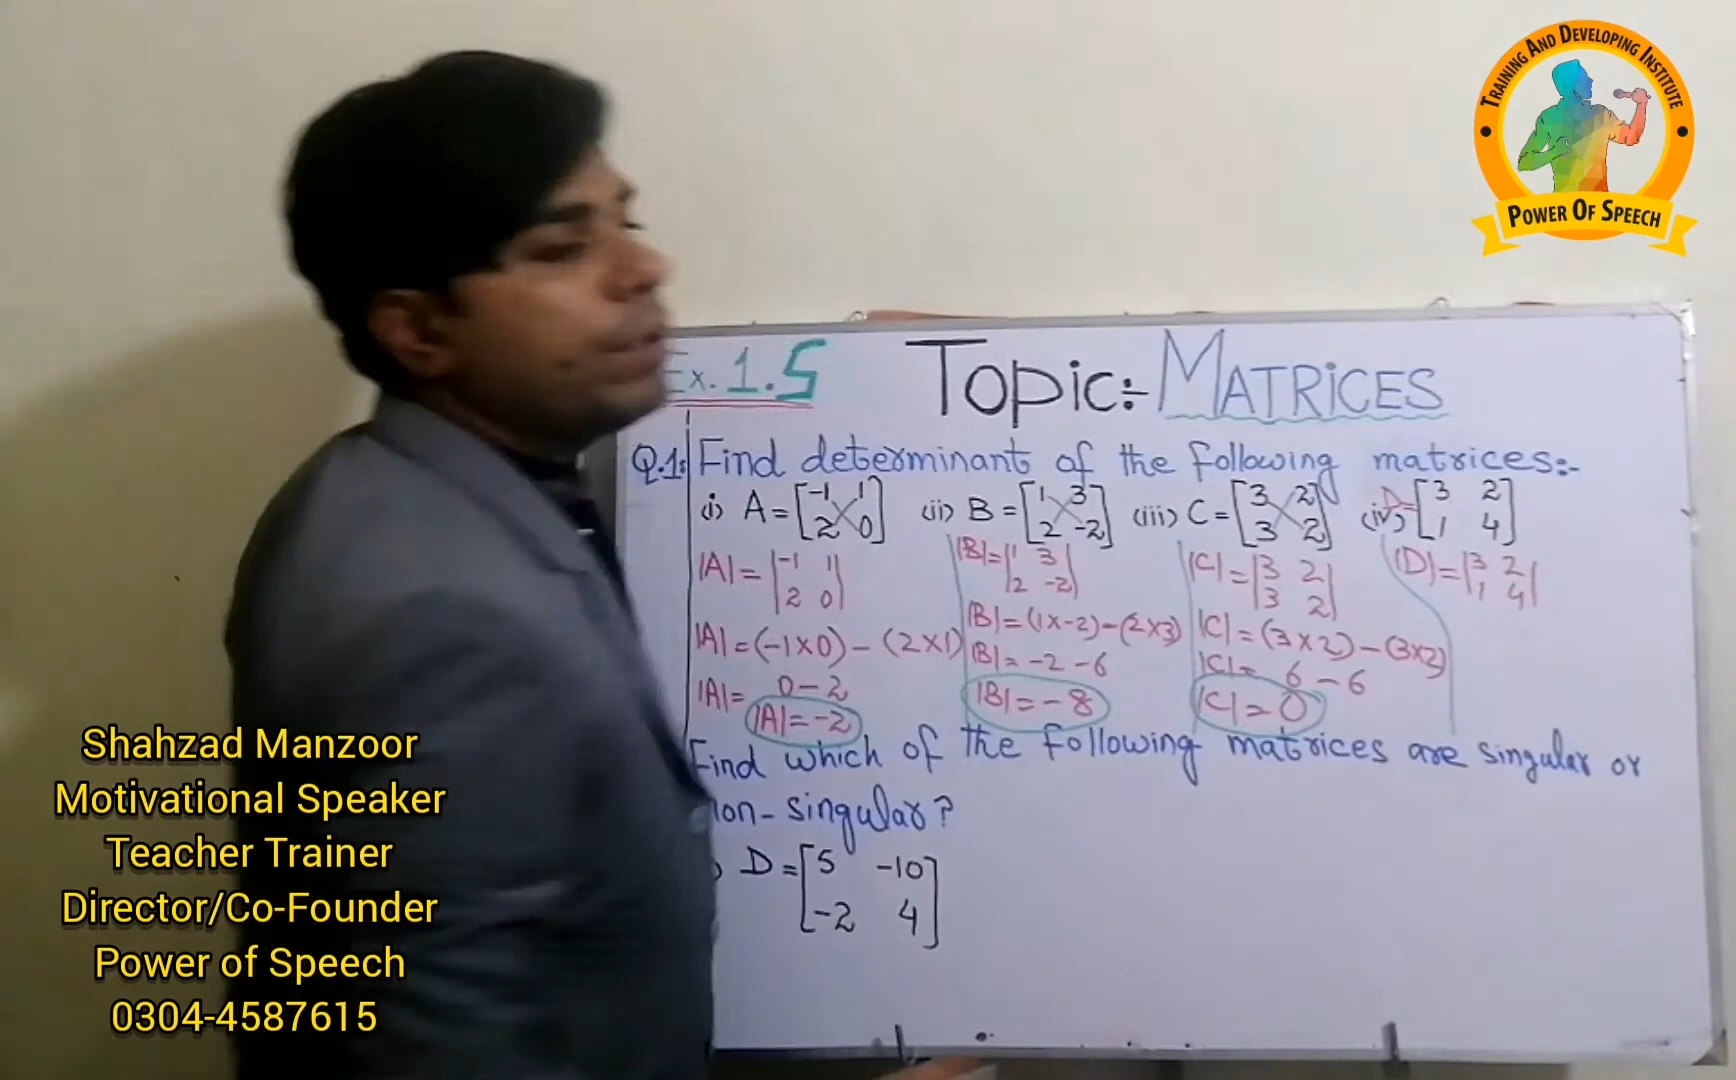 TRAINING AND DEVELOPING INSTITUTE
POWER OF SPEECH
Ex. 1.5 Topic:- MATRICES
Q.1: Find determinant of the following matrices:-
(i) A = [-1 1 (ii) B = [1 3] (iii) C = [3 2] (iv) D= [3 2]
2 0] 2 -2] 3 2] 1 4]
|A| = |-1 1| |B| = |1 3| |C| = |3 2| |D| = |3 2|
2 0| 2 -2| 3 2| 1 4|
|A| = (-1×0) - (2×1) |B| = (1×-2) - (2×3) |C| = (3×2) - (3×2)
|A| = 0 - 2 |B| = -2 - 6 |C| = 6 - 6
|A| = -2 |B| = -8 |C| = 0
Find which of the following matrices are singular or
non-singular?
) D = [5 -10]
-2 4]
Shahzad Manzoor
Motivational Speaker
Teacher Trainer
Director/Co-Founder
Power of Speech
0304-4587615